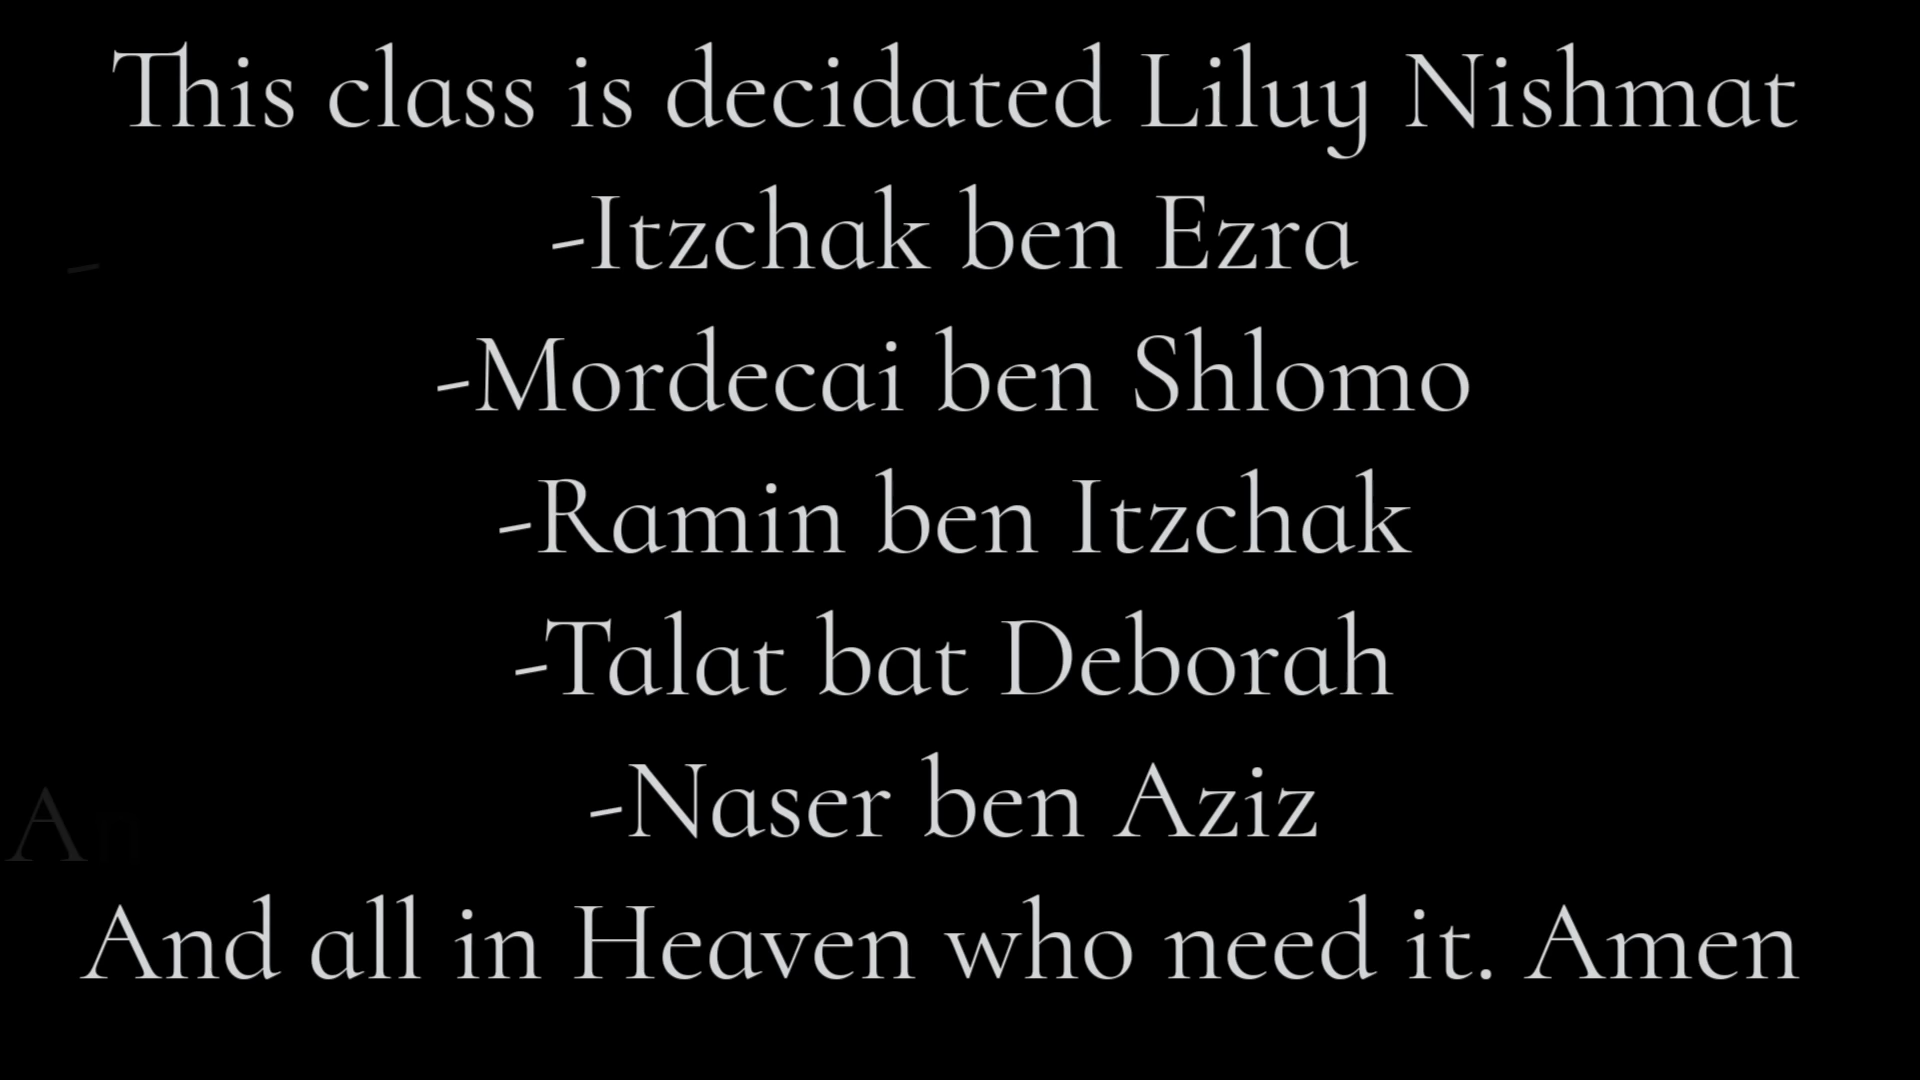 This class is decidated Liluy Nishmat
-Itzchak ben Ezra
-Mordecai ben Shlomo
-Ramin ben Itzchak
-Talat bat Deborah
-Naser ben Aziz
And all in Heaven who need it. Amen